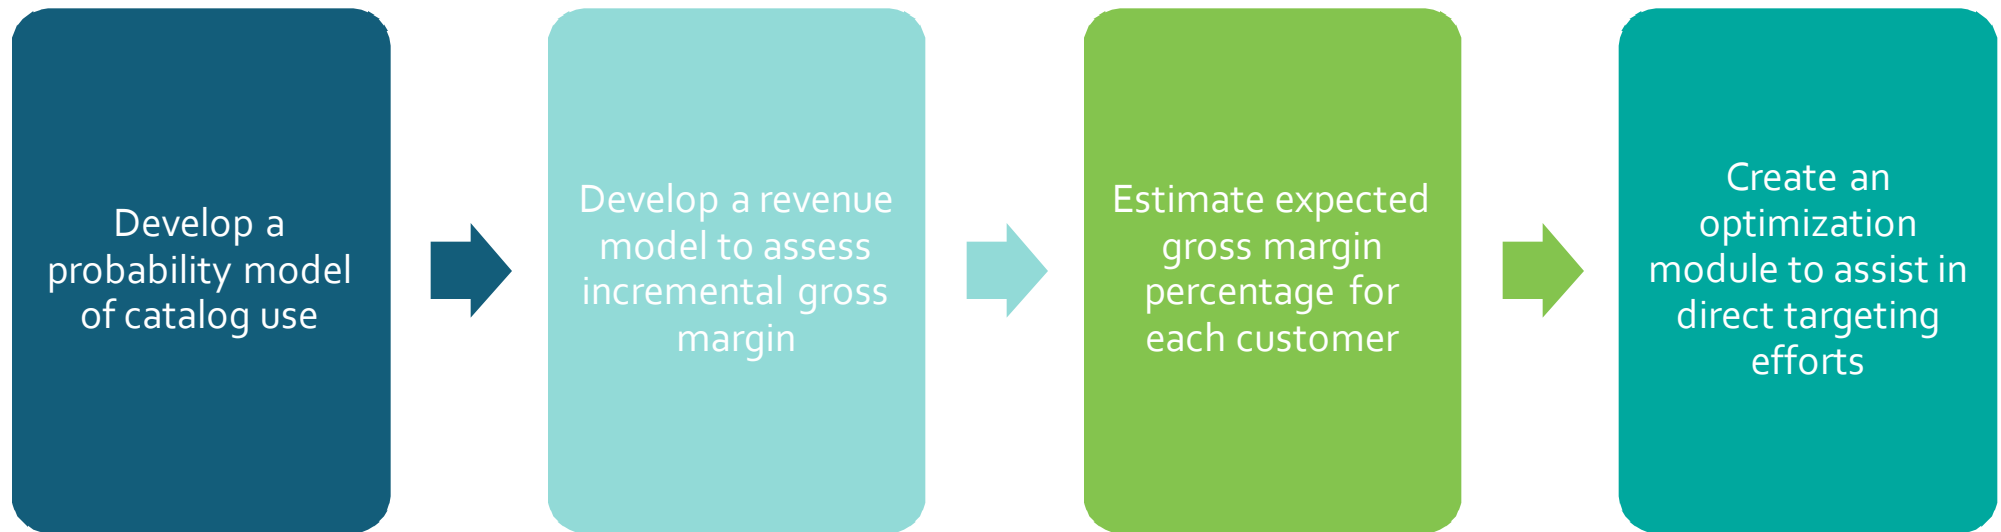 Develop a
probability model
of catalog use
Develop a revenue
model to assess
incremental gross
margin
Estimate expected
gross margin
percentage for
each customer
Create an
optimization
module to assist in
direct targeting
efforts